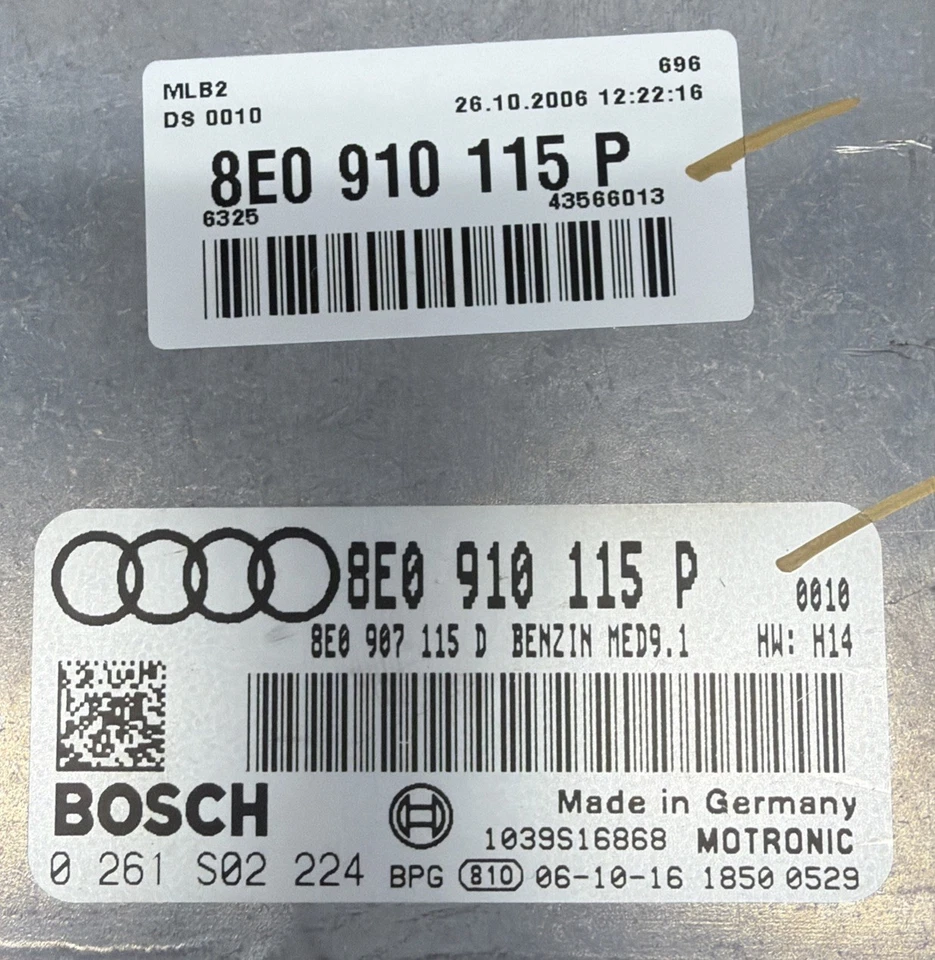 MLB2
696
DS 0010
26.10.2006 12:22:16
8E0 910 115 P
6325
43566013
8E0 910 115 P
0010
8E0 907 115 D BENZIN MED9.1 HW: H14
BOSCH
Made in Germany
1039S16868 MOTRONIC
0 261 S02 224 BPG 810 06-10-16 1850 0529